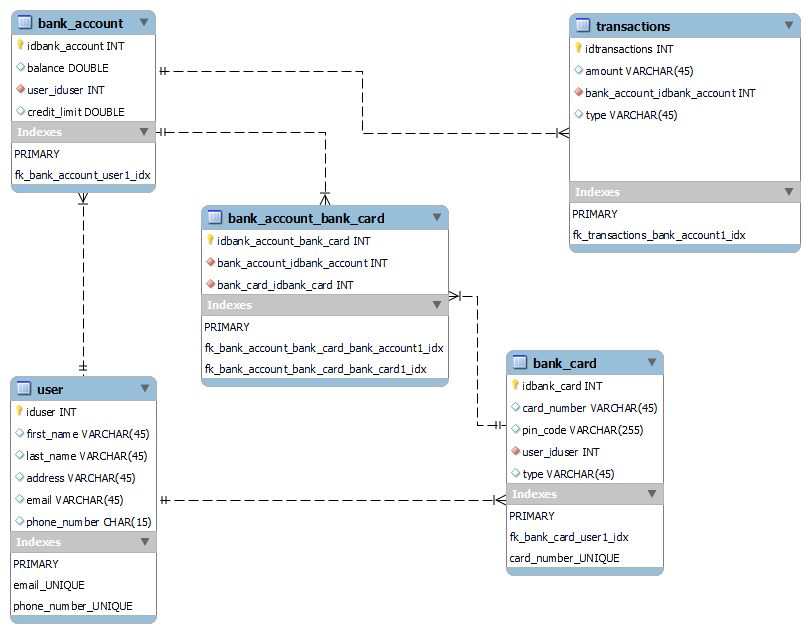 bank_account
idbank_account INT
balance DOUBLE
user_iduser INT
credit_limit DOUBLE
Indexes
PRIMARY
fk_bank_account_user1_idx
transactions
idtransactions INT
amount VARCHAR(45)
bank_account_idbank_account INT
type VARCHAR(45)
Indexes
PRIMARY
fk_transactions_bank_account1_idx
bank_account_bank_card
idbank_account_bank_card INT
bank_account_idbank_account INT
bank_card_idbank_card INT
Indexes
PRIMARY
fk_bank_account_bank_card_bank_account1_idx
fk_bank_account_bank_card_bank_card1_idx
user
iduser INT
first_name VARCHAR(45)
last_name VARCHAR(45)
address VARCHAR(45)
email VARCHAR(45)
phone_number CHAR(15)
Indexes
PRIMARY
email_UNIQUE
phone_number_UNIQUE
bank_card
idbank_card INT
card_number VARCHAR(45)
pin_code VARCHAR(255)
user_iduser INT
type VARCHAR(45)
Indexes
PRIMARY
fk_bank_card_user1_idx
card_number_UNIQUE